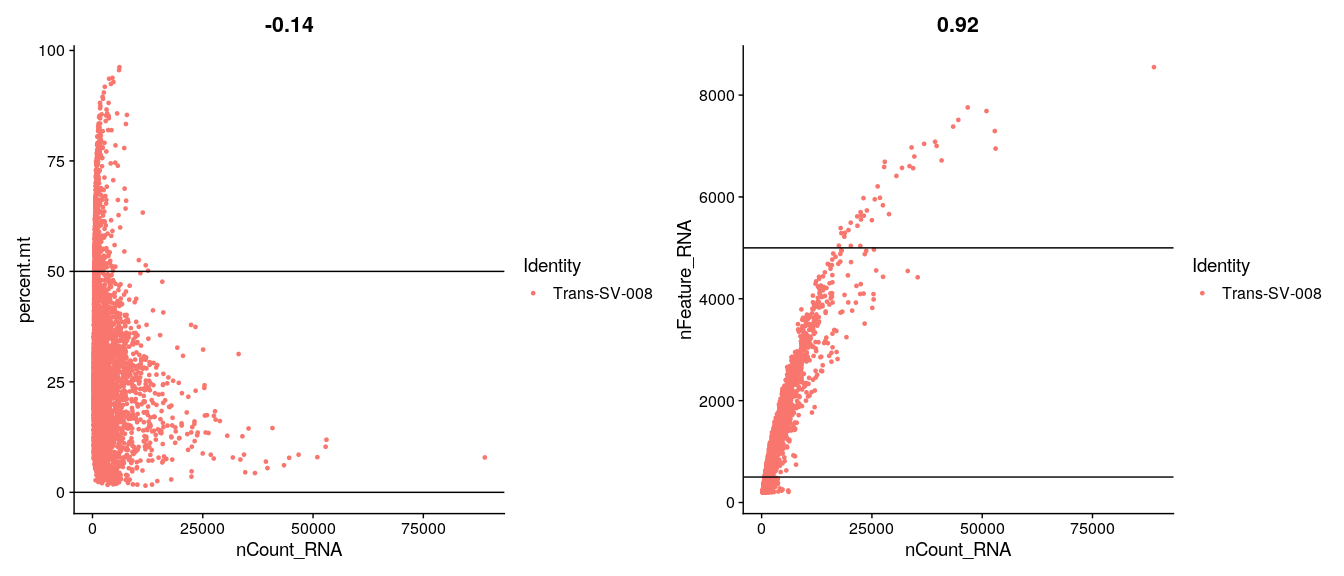 -0.14
percent.mt
100
75
50
25
0
0
25000
50000
75000
nCount_RNA
Identity
Trans-SV-008
0.92
nFeature_RNA
8000
6000
4000
2000
0
0
25000
50000
75000
nCount_RNA
Identity
Trans-SV-008